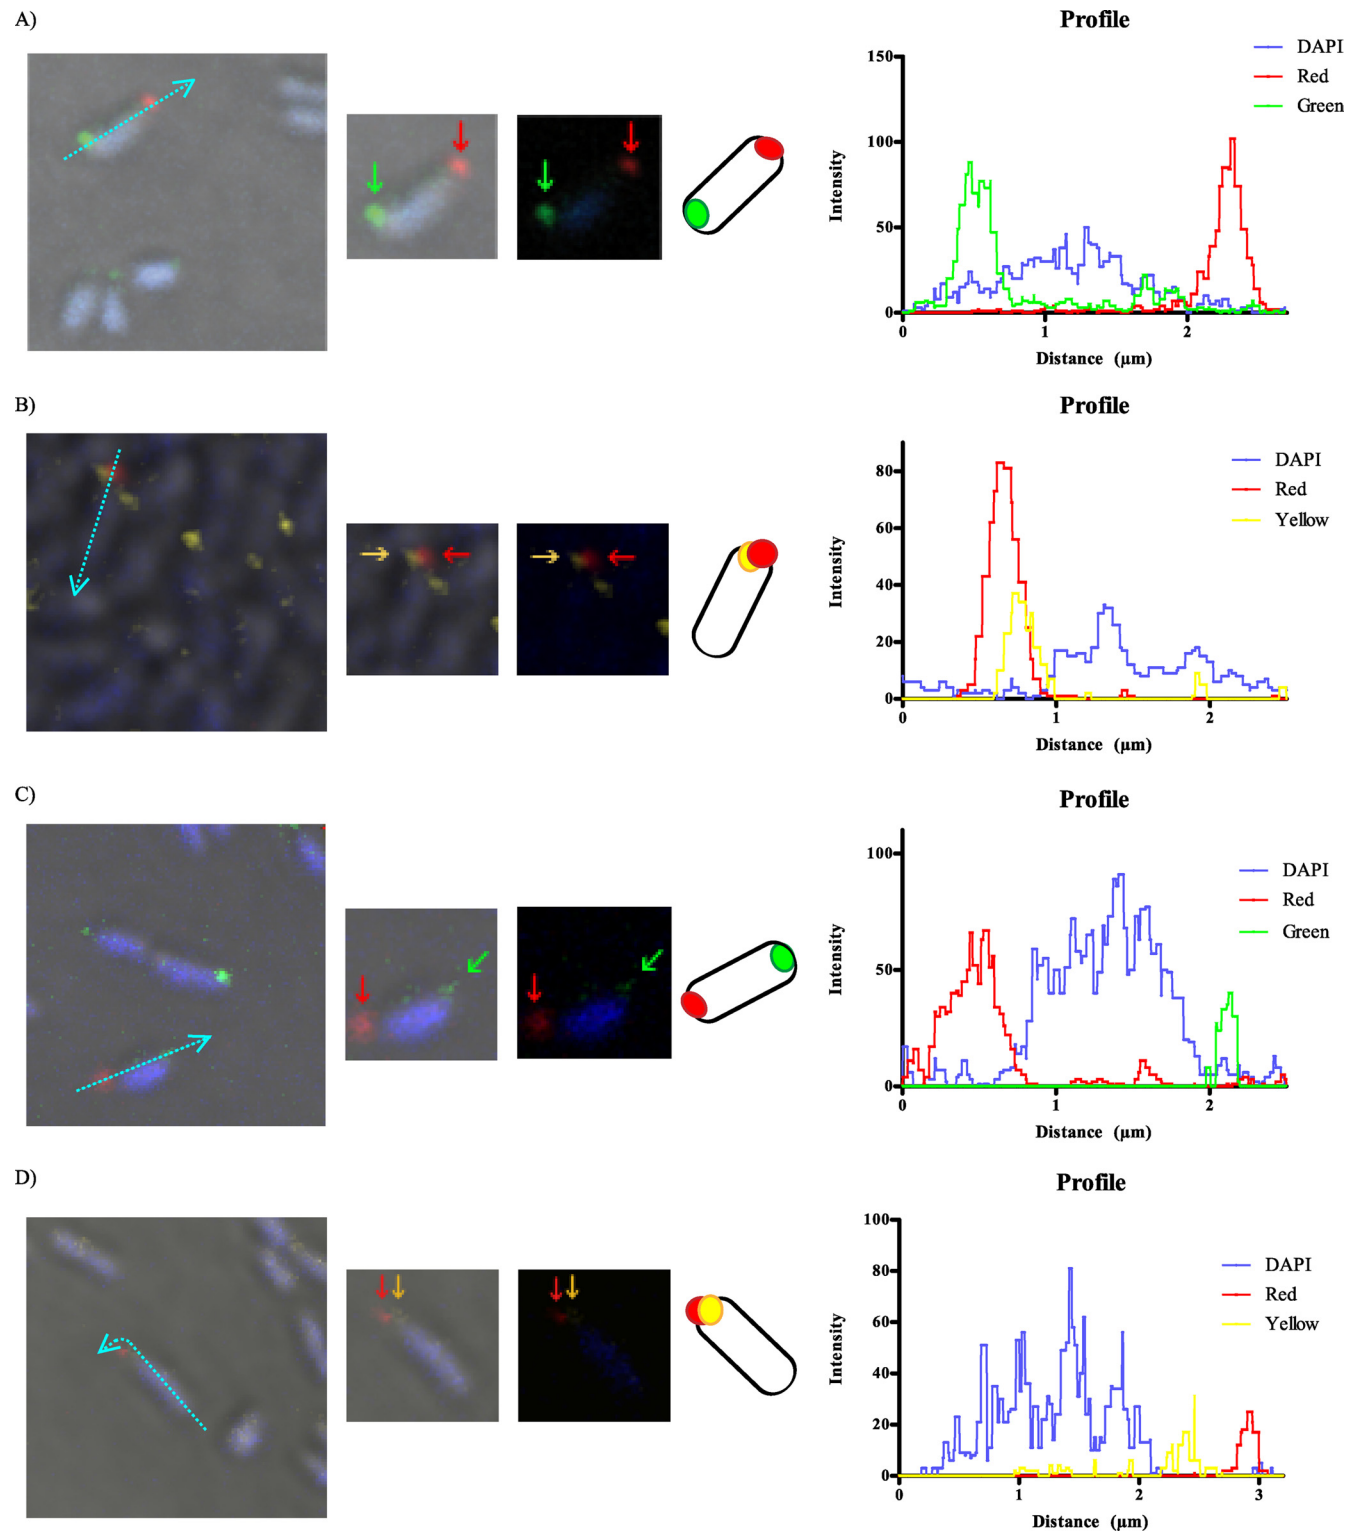 A)
Profile
150
100
50
0
0
1
2
Intensity
Distance (µm)
DAPI
Red
Green
B)
Profile
80
60
40
20
0
0
1
2
Intensity
Distance (µm)
DAPI
Red
Yellow
C)
Profile
100
50
0
0
1
2
Intensity
Distance (µm)
DAPI
Red
Green
D)
Profile
100
80
60
40
20
0
0
1
2
3
Intensity
Distance (µm)
DAPI
Red
Yellow